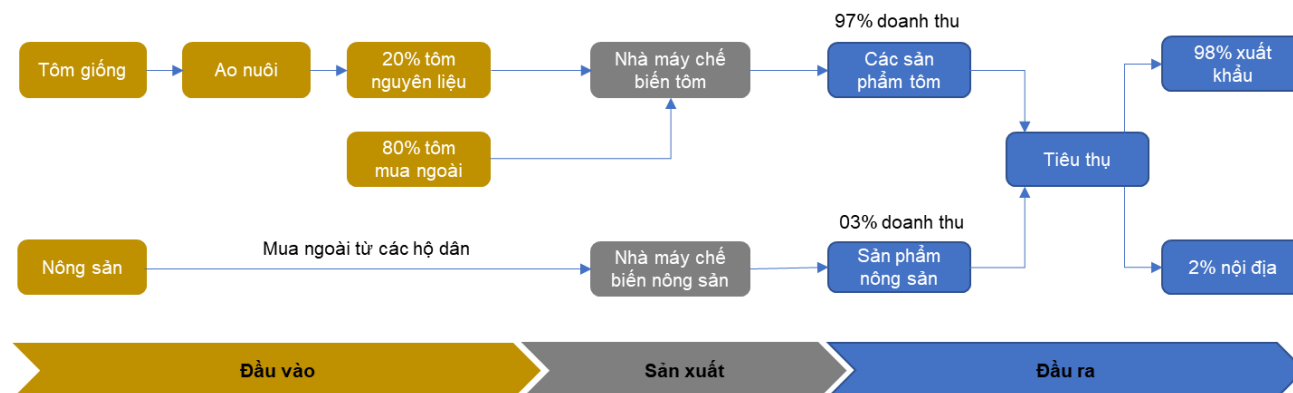 97% doanh thu
Tôm giống
Ao nuôi
20% tôm
nguyên liệu
Nhà máy chế
biến tôm
Các sản
phẩm tôm
98% xuất
khẩu
80% tôm
mua ngoài
Tiêu thụ
03% doanh thu
Nông sản
Mua ngoài từ các hộ dân
Nhà máy chế
biến nông sản
Sản phẩm
nông sản
2% nội địa
Đầu vào
Sản xuất
Đầu ra